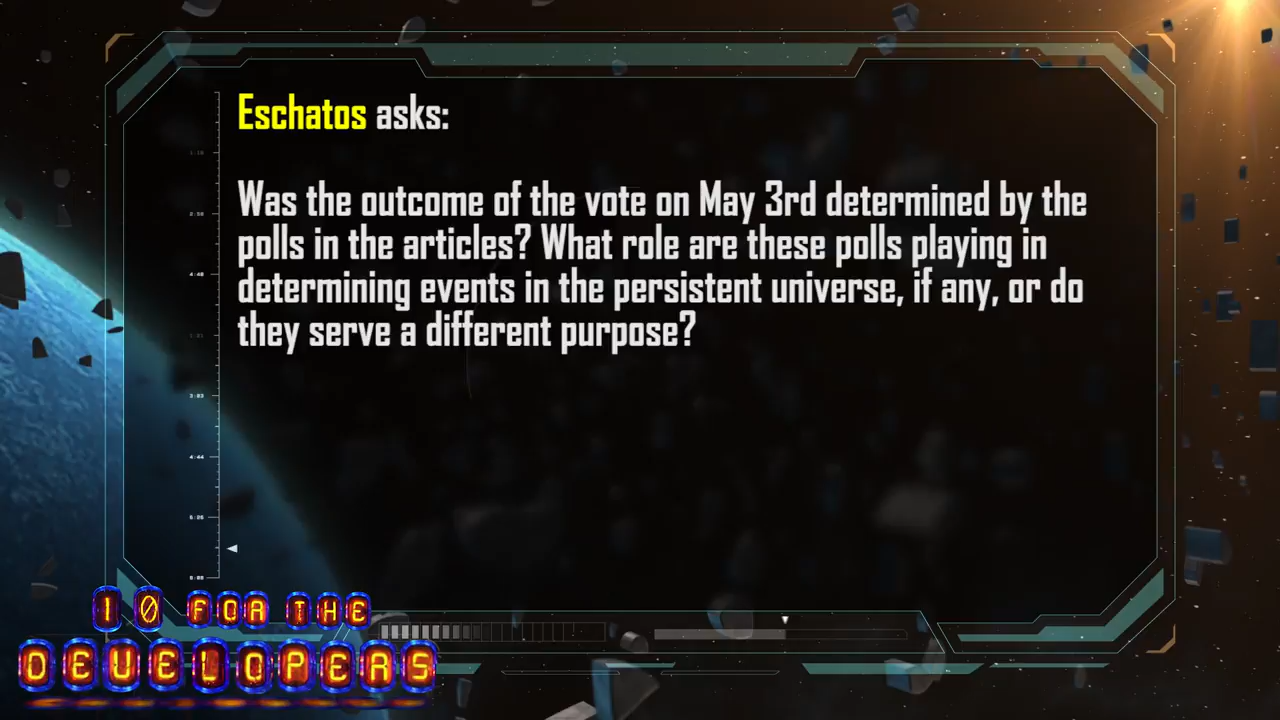 Eschatos asks:
Was the outcome of the vote on May 3rd determined by the
polls in the articles? What role are these polls playing in
determining events in the persistent universe, if any, or do
they serve a different purpose?
10 FOR THE
DEVELOPERS